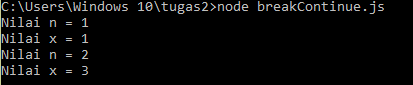 C:\Users\Windows 10\tugas2>node breakContinue.js
Nilai n = 1
Nilai x = 1
Nilai n = 2
Nilai x = 3